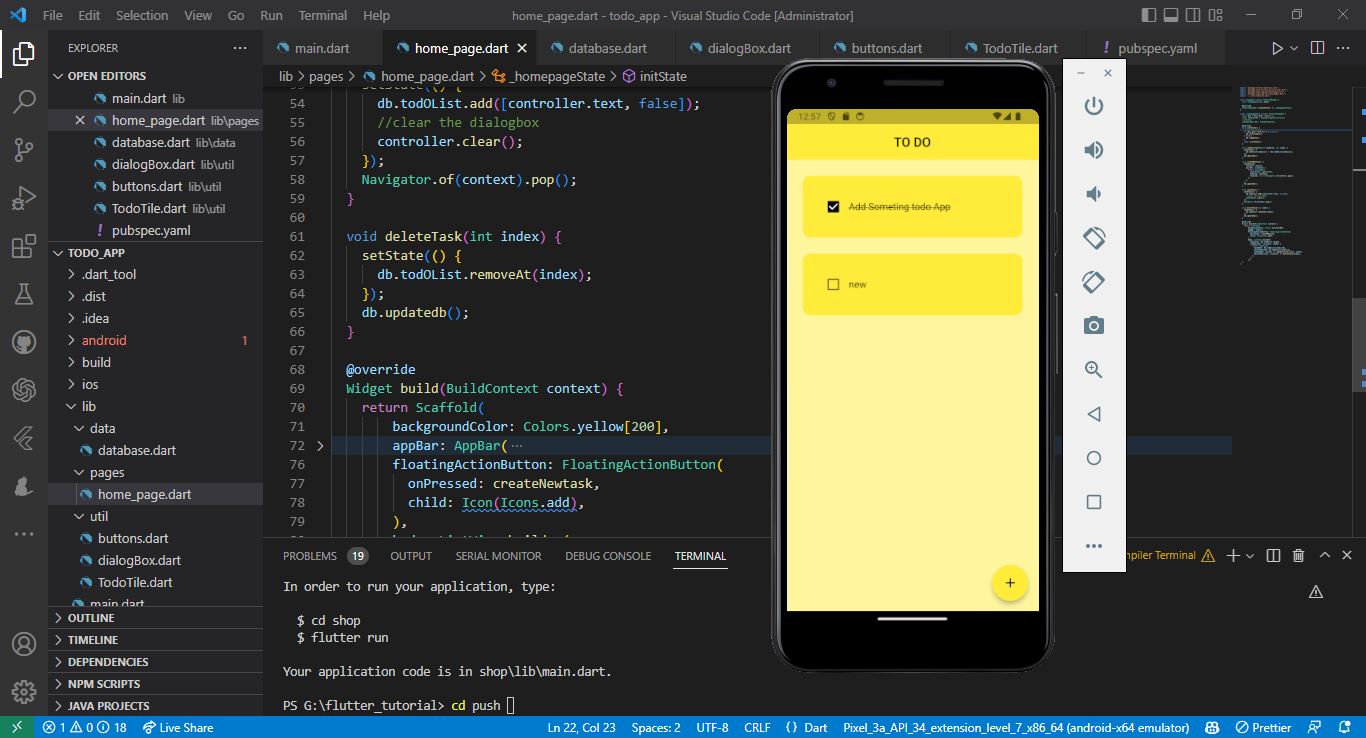 File Edit Selection View Go Run Terminal Help
home_page.dart - todo_app - Visual Studio Code [Administrator]
EXPLORER
OPEN EDITORS
main.dart lib
home_page.dart lib\pages
database.dart lib\data
dialogBox.dart lib\util
buttons.dart lib\util
TodoTile.dart lib\util
pubspec.yaml
TODO_APP
.dart_tool
.dist
.idea
android 1
build
ios
lib
data
database.dart
pages
home_page.dart
util
buttons.dart
dialogBox.dart
TodoTile.dart
main.dart
OUTLINE
TIMELINE
DEPENDENCIES
NPM SCRIPTS
JAVA PROJECTS
main.dart home_page.dart database.dart dialogBox.dart buttons.dart TodoTile.dart pubspec.yaml
lib > pages > home_page.dart > _homepageState > initState
53 setState(() {
54 db.todOList.add([controller.text, false]);
55 //clear the dialogbox
56 controller.clear();
57 });
58 Navigator.of(context).pop();
59 }
60
61 void deleteTask(int index) {
62 setState(() {
63 db.todOList.removeAt(index);
64 });
65 db.updatedb();
66 }
67
68 @override
69 Widget build(BuildContext context) {
70 return Scaffold(
71 backgroundColor: Colors.yellow[200],
72 appBar: AppBar(…
76 floatingActionButton: FloatingActionButton(
77 onPressed: createNewtask,
78 child: Icon(Icons.add),
79 ),
12:57
TO DO
Add Someting todo App
new
+
PROBLEMS 19 OUTPUT SERIAL MONITOR DEBUG CONSOLE TERMINAL
mpiler Terminal
In order to run your application, type:
$ cd shop
$ flutter run
Your application code is in shop\lib\main.dart.
PS G:\flutter_tutorial> cd push
1 0 18 Live Share
Ln 22, Col 23 Spaces: 2 UTF-8 CRLF { } Dart Pixel_3a_API_34_extension_level_7_x86_64 (android-x64 emulator) Prettier